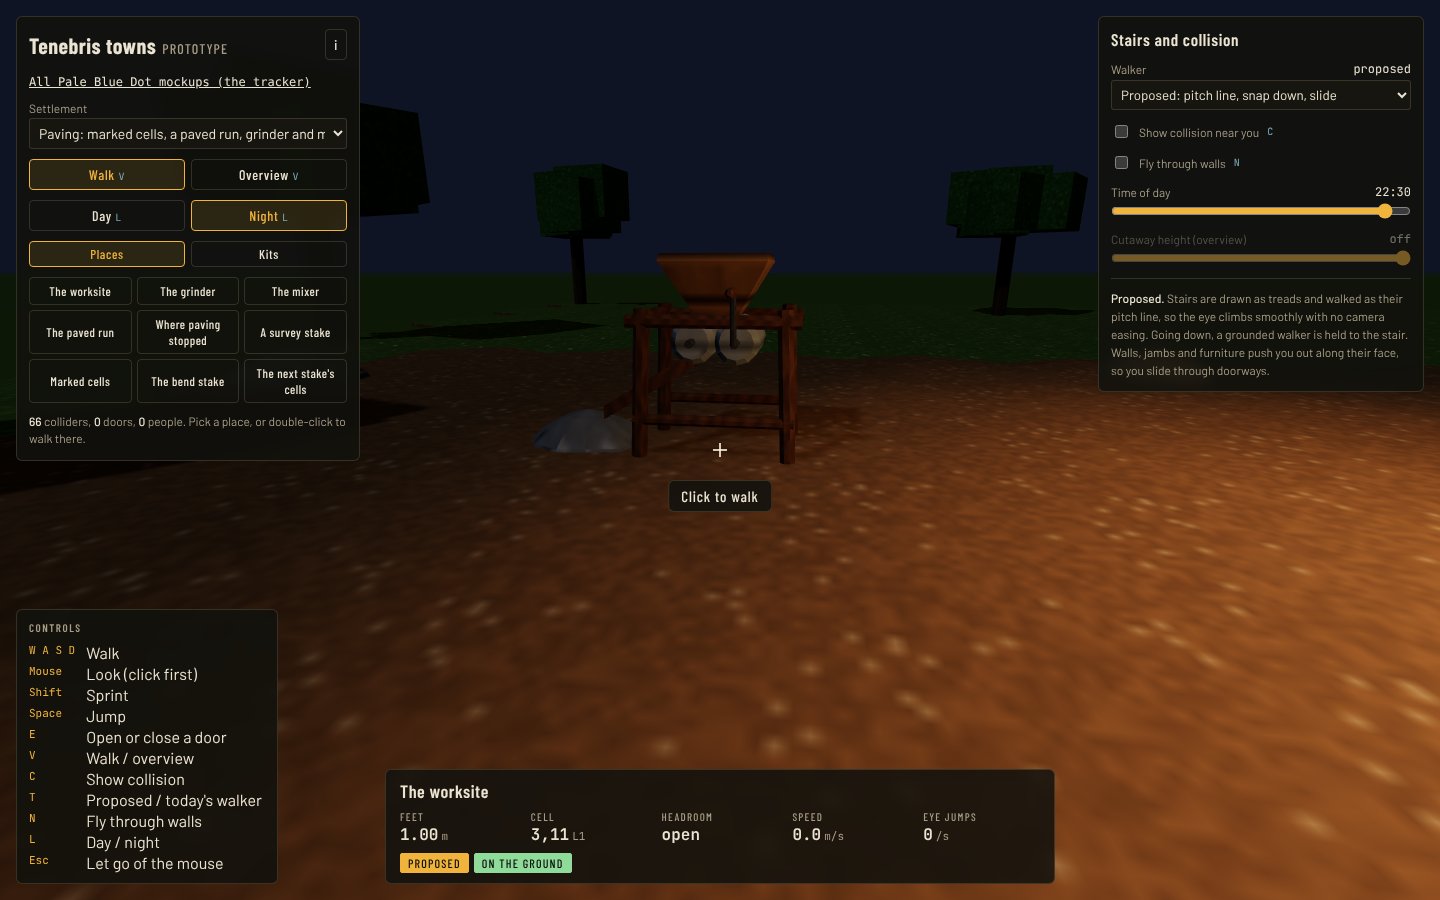 Tenebris towns PROTOTYPE
i
All Pale Blue Dot mockups (the tracker)
Settlement
Paving: marked cells, a paved run, grinder and m
Walk V
Overview V
Day L
Night L
Places
Kits
The worksite
The grinder
The mixer
The paved run
Where paving
stopped
A survey stake
Marked cells
The bend stake
The next stake's
cells
66 colliders, 0 doors, 0 people. Pick a place, or double-click to
walk there.
Stairs and collision
Walker
proposed
Proposed: pitch line, snap down, slide
Show collision near you C
Fly through walls N
Time of day
22:30
Cutaway height (overview)
off
Proposed. Stairs are drawn as treads and walked as their
pitch line, so the eye climbs smoothly with no camera
easing. Going down, a grounded walker is held to the stair.
Walls, jambs and furniture push you out along their face,
so you slide through doorways.
Click to walk
CONTROLS
W A S D Walk
Mouse Look (click first)
Shift Sprint
Space Jump
E Open or close a door
V Walk / overview
C Show collision
T Proposed / today's walker
N Fly through walls
L Day / night
Esc Let go of the mouse
The worksite
FEET
1.00 m
CELL
3,11 L1
HEADROOM
open
SPEED
0.0 m/s
EYE JUMPS
0 /s
PROPOSED
ON THE GROUND